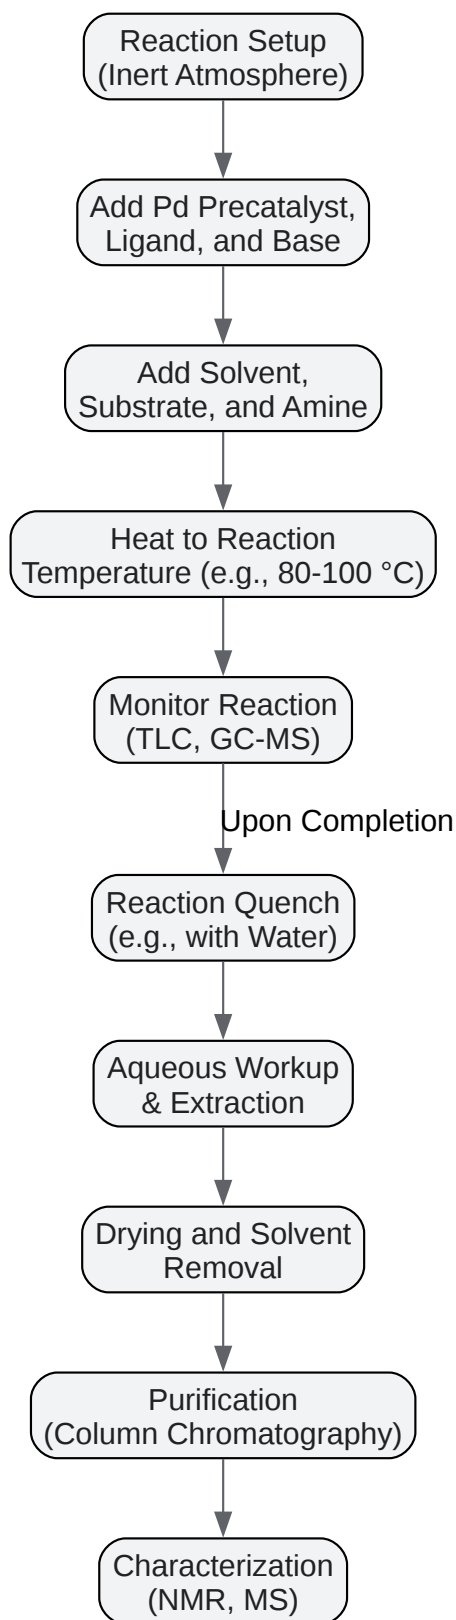 Reaction Setup
(Inert Atmosphere)
Add Pd Precatalyst,
Ligand, and Base
Add Solvent,
Substrate, and Amine
Heat to Reaction
Temperature (e.g., 80-100 °C)
Monitor Reaction
(TLC, GC-MS)
Upon Completion
Reaction Quench
(e.g., with Water)
Aqueous Workup
& Extraction
Drying and Solvent
Removal
Purification
(Column Chromatography)
Characterization
(NMR, MS)